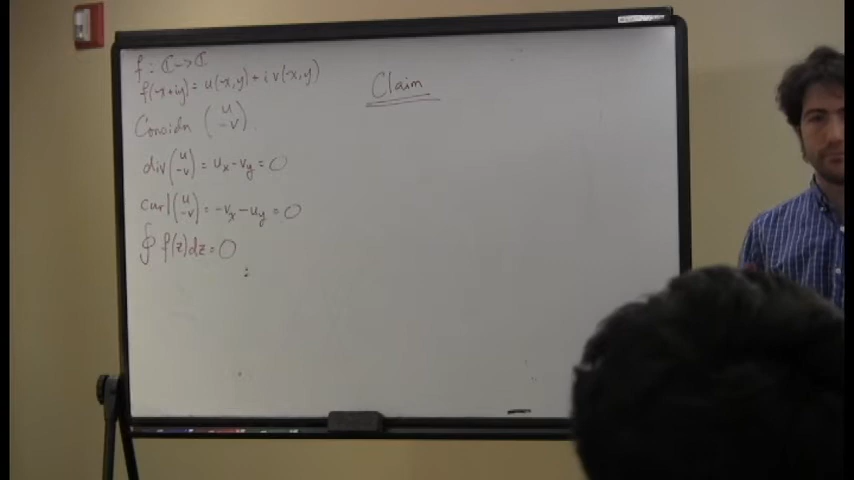 f : ℂ → ℂ
f(x+iy) = u(x,y) + i v(x,y)
Consider (u -v).
div(u -v) = u_x - v_y = 0
curl(u -v) = -v_x - u_y = 0
∮ f(z)dz = 0
Claim